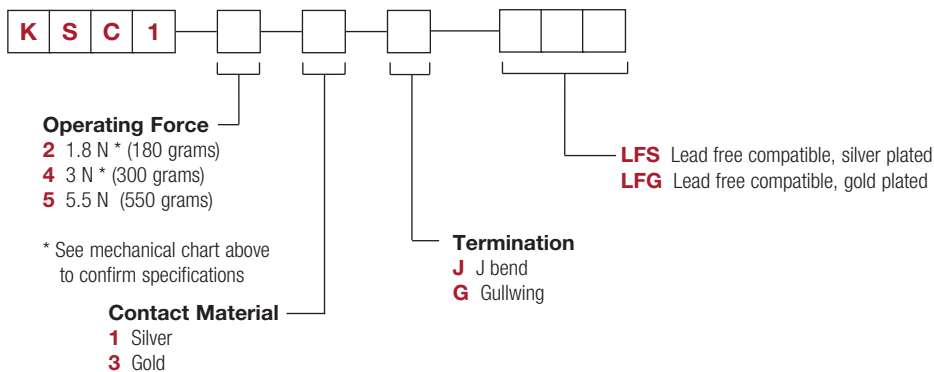 K S C 1
Operating Force
2 1.8 N * (180 grams)
4 3 N * (300 grams)
5 5.5 N (550 grams)
* See mechanical chart above
to confirm specifications
Contact Material
1 Silver
3 Gold
Termination
J J bend
G Gullwing
LFS Lead free compatible, silver plated
LFG Lead free compatible, gold plated